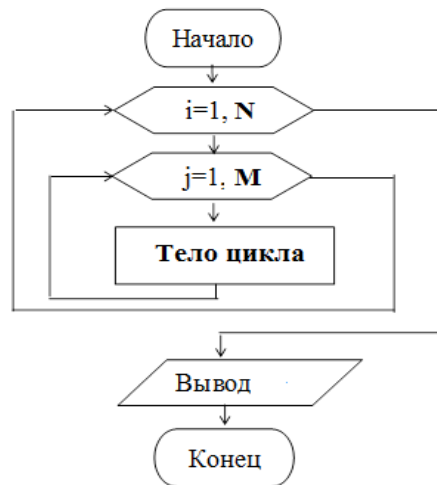 Начало
i=1, N
j=1, M
Тело цикла
Вывод
Конец